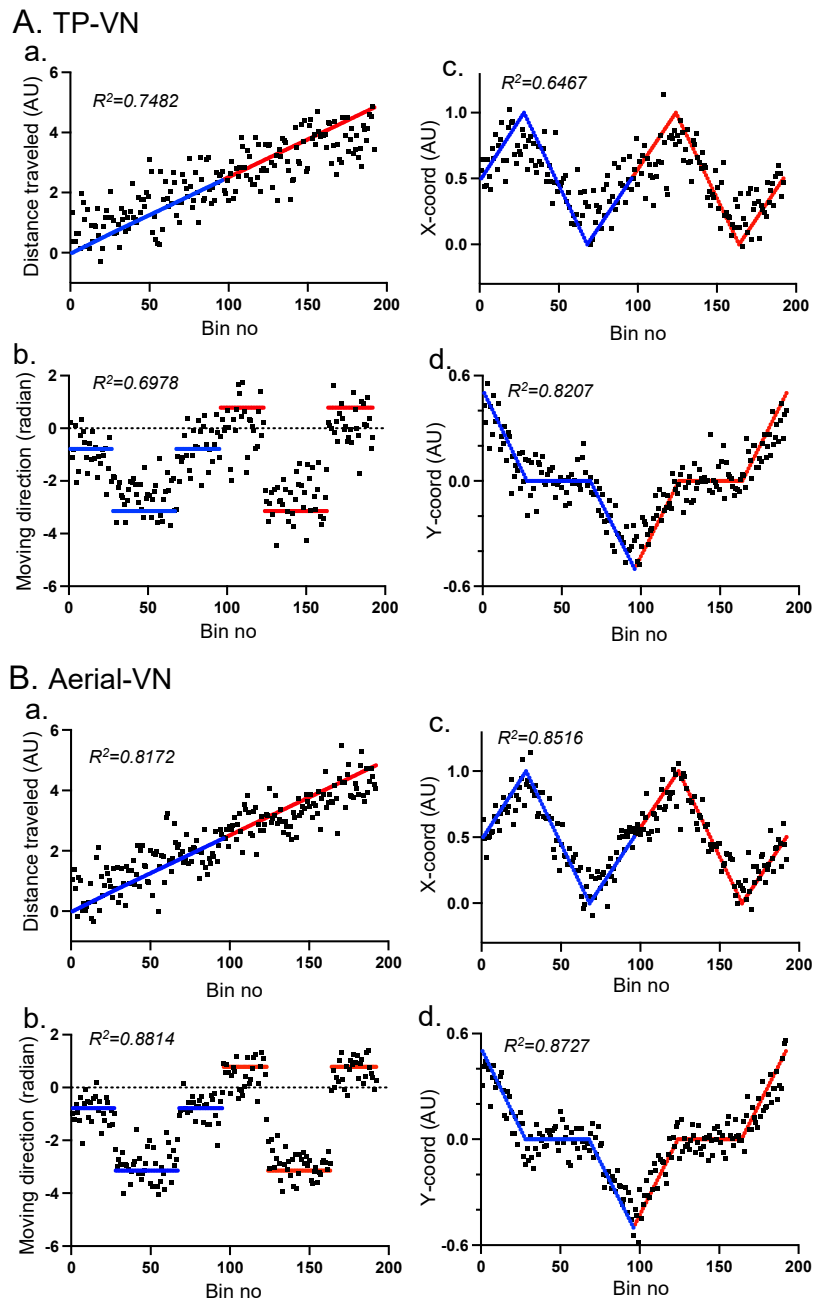 A. TP-VN
a.
R²=0.7482
Distance traveled (AU)
6
4
2
0
0 50 100 150 200
Bin no
c.
R²=0.6467
X-coord (AU)
1.0
0.5
0.0
0 50 100 150 200
Bin no
b.
R²=0.6978
Moving direction (radian)
2
0
-2
-4
-6
0 50 100 150 200
Bin no
d.
R²=0.8207
Y-coord (AU)
0.6
0.0
-0.6
0 50 100 150 200
Bin no
B. Aerial-VN
a.
R²=0.8172
Distance traveled (AU)
6
4
2
0
0 50 100 150 200
Bin no
c.
R²=0.8516
X-coord (AU)
1.0
0.5
0.0
0 50 100 150 200
Bin no
b.
R²=0.8814
Moving direction (radian)
2
0
-2
-4
-6
0 50 100 150 200
Bin no
d.
R²=0.8727
Y-coord (AU)
0.6
0.0
-0.6
0 50 100 150 200
Bin no